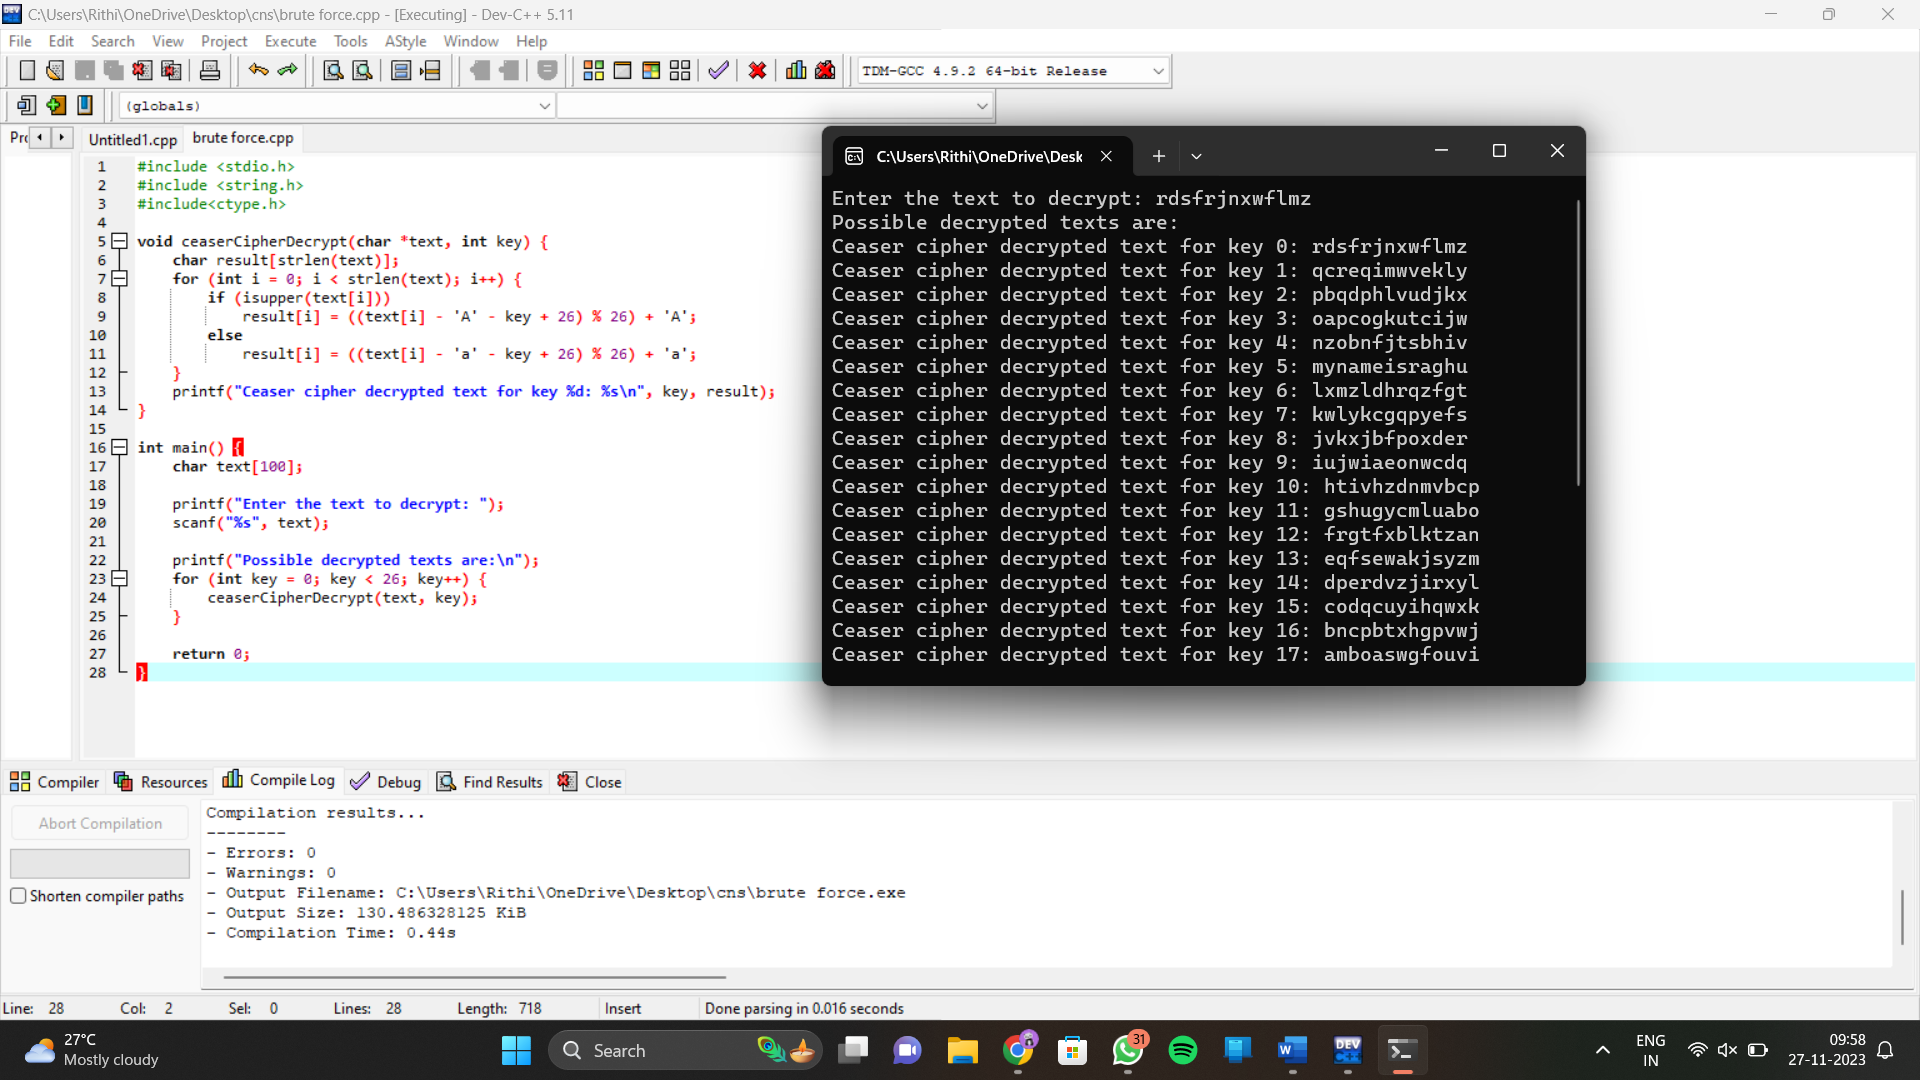 C:\Users\Rithi\OneDrive\Desktop\cns\brute force.cpp - [Executing] - Dev-C++ 5.11
File Edit Search View Project Execute Tools AStyle Window Help
TDM-GCC 4.9.2 64-bit Release
(globals)
Untitled1.cpp brute force.cpp
1 #include <stdio.h>
2 #include <string.h>
3 #include<ctype.h>
4
5 void ceaserCipherDecrypt(char *text, int key) {
6 char result[strlen(text)];
7 for (int i = 0; i < strlen(text); i++) {
8 if (isupper(text[i]))
9 result[i] = ((text[i] - 'A' - key + 26) % 26) + 'A';
10 else
11 result[i] = ((text[i] - 'a' - key + 26) % 26) + 'a';
12 }
13 printf("Ceaser cipher decrypted text for key %d: %s\n", key, result);
14 }
15
16 int main() {
17 char text[100];
18
19 printf("Enter the text to decrypt: ");
20 scanf("%s", text);
21
22 printf("Possible decrypted texts are:\n");
23 for (int key = 0; key < 26; key++) {
24 ceaserCipherDecrypt(text, key);
25 }
26
27 return 0;
28 }
C:\Users\Rithi\OneDrive\Desk
Enter the text to decrypt: rdsfrjnxwflmz
Possible decrypted texts are:
Ceaser cipher decrypted text for key 0: rdsfrjnxwflmz
Ceaser cipher decrypted text for key 1: qcreqimwvekly
Ceaser cipher decrypted text for key 2: pbqdphlvudjkx
Ceaser cipher decrypted text for key 3: oapcogkutcijw
Ceaser cipher decrypted text for key 4: nzobnfjtsbhiv
Ceaser cipher decrypted text for key 5: mynameisraghu
Ceaser cipher decrypted text for key 6: lxmzldhrqzfgt
Ceaser cipher decrypted text for key 7: kwlykcgqpyefs
Ceaser cipher decrypted text for key 8: jvkxjbfpoxder
Ceaser cipher decrypted text for key 9: iujwiaeonwcdq
Ceaser cipher decrypted text for key 10: htivhzdnmvbcp
Ceaser cipher decrypted text for key 11: gshugycmluabo
Ceaser cipher decrypted text for key 12: frgtfxblktzan
Ceaser cipher decrypted text for key 13: eqfsewakjsyzm
Ceaser cipher decrypted text for key 14: dperdvzjirxyl
Ceaser cipher decrypted text for key 15: codqcuyihqwxk
Ceaser cipher decrypted text for key 16: bncpbtxhgpvwj
Ceaser cipher decrypted text for key 17: amboaswgfouvi
Compiler Resources Compile Log Debug Find Results Close
Abort Compilation
Shorten compiler paths
Compilation results...
--------
- Errors: 0
- Warnings: 0
- Output Filename: C:\Users\Rithi\OneDrive\Desktop\cns\brute force.exe
- Output Size: 130.486328125 KiB
- Compilation Time: 0.44s
Line: 28 Col: 2 Sel: 0 Lines: 28 Length: 718 Insert Done parsing in 0.016 seconds
27°C
Mostly cloudy
Search
31
DEV
C++
ENG
IN
09:58
27-11-2023